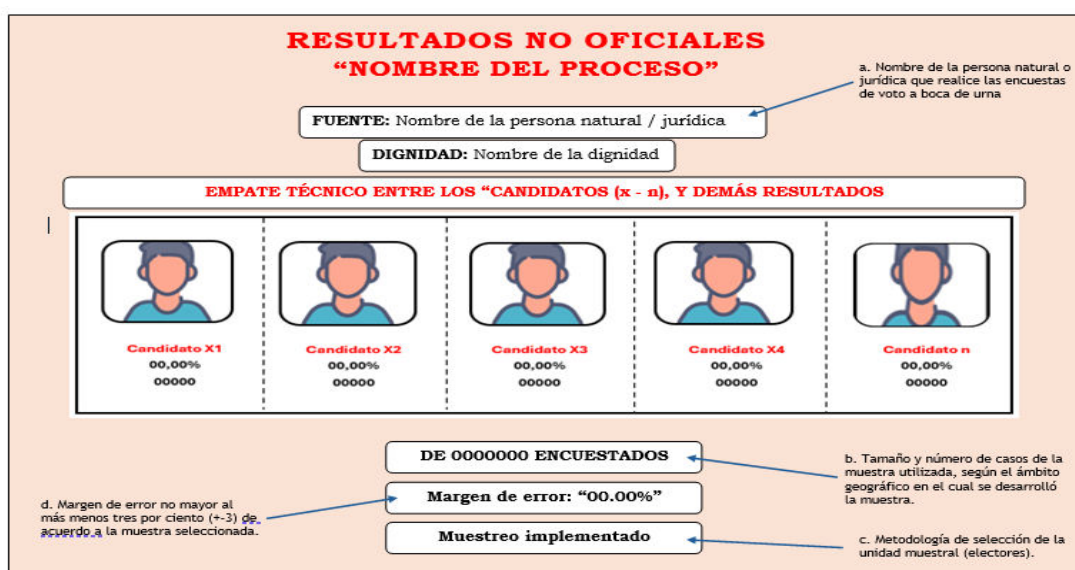 RESULTADOS NO OFICIALES
“NOMBRE DEL PROCESO”
a. Nombre de la persona natural o
jurídica que realice las encuestas
de voto a boca de urna
FUENTE: Nombre de la persona natural / jurídica
DIGNIDAD: Nombre de la dignidad
EMPATE TÉCNICO ENTRE LOS “CANDIDATOS (x - n), Y DEMÁS RESULTADOS
Candidato X1
00,00%
00000
Candidato X2
00,00%
00000
Candidato X3
00,00%
00000
Candidato X4
00,00%
00000
Candidato n
00,00%
00000
DE 0000000 ENCUESTADOS
b. Tamaño y número de casos de la
muestra utilizada, según el ámbito
geográfico en el cual se desarrolló
la muestra.
Margen de error: “00.00%”
d. Margen de error no mayor al
más menos tres por ciento (+-3) de
acuerdo a la muestra seleccionada.
Muestreo implementado
c. Metodología de selección de la
unidad muestral (electores).